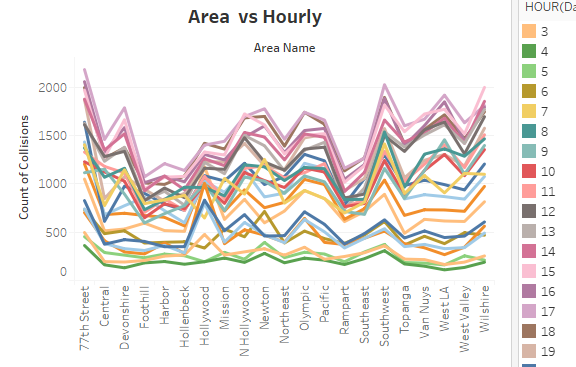 Area vs Hourly
Area Name
Count of Collisions
2000
1500
1000
500
0
77th Street
Central
Devonshire
Foothill
Harbor
Hollenbeck
Hollywood
Mission
N Hollywood
Newton
Northeast
Olympic
Pacific
Rampart
Southeast
Southwest
Topanga
Van Nuys
West LA
West Valley
Wilshire
HOUR(Da
3
4
5
6
7
8
9
10
11
12
13
14
15
16
17
18
19